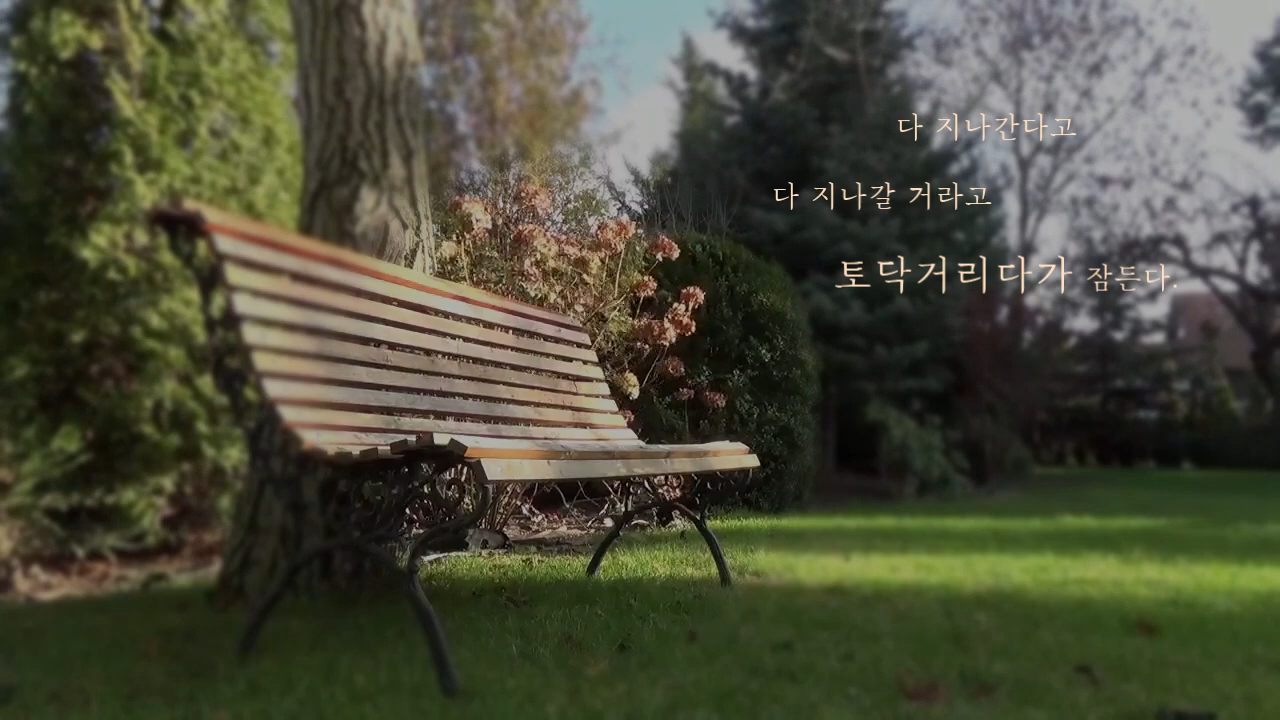 다 지나간다고
다 지나갈 거라고
토닥거리다가 잠든다.